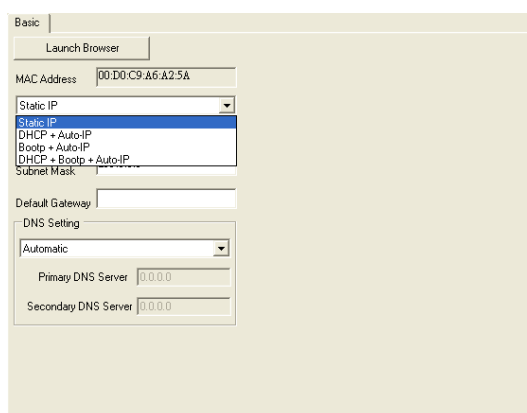 Basic
Launch Browser
MAC Address 00:D0:C9:A6:A2:5A
Static IP
Static IP
DHCP + Auto-IP
Bootp + Auto-IP
DHCP + Bootp + Auto-IP
Subnet Mask
Default Gateway
DNS Setting
Automatic
Primary DNS Server 0.0.0.0
Secondary DNS Server 0.0.0.0